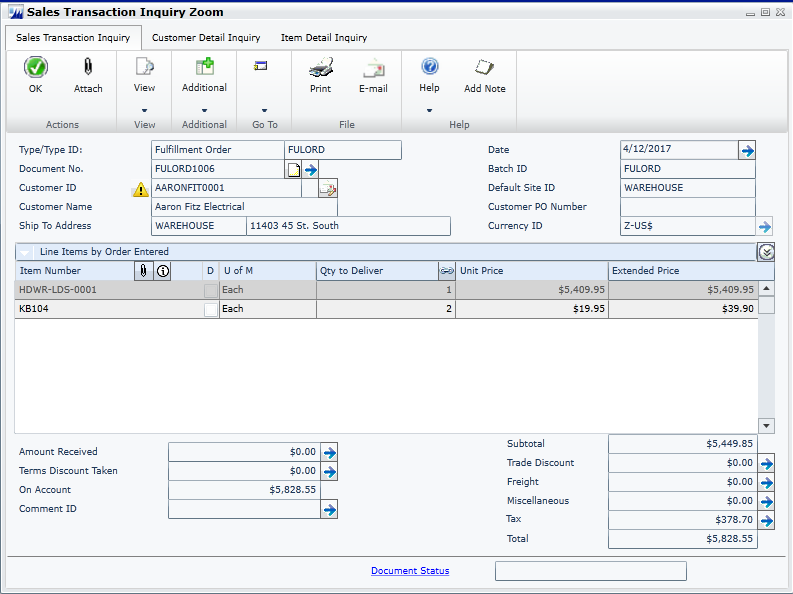 Sales Transaction Inquiry Zoom
Sales Transaction Inquiry Customer Detail Inquiry Item Detail Inquiry
OK Attach View Additional Print E-mail Help Add Note
Actions View Additional Go To File Help
Type/Type ID: Fulfillment Order FULORD Date 4/12/2017
Document No. FULORD1006 Batch ID FULORD
Customer ID AARONFIT0001 Default Site ID WAREHOUSE
Customer Name Aaron Fitz Electrical Customer PO Number
Ship To Address WAREHOUSE 11403 45 St. South Currency ID Z-US$
Line Items by Order Entered
Item Number D U of M Qty to Deliver Unit Price Extended Price
HDWR-LDS-0001 Each 1 $5,409.95 $5,409.95
KB104 Each 2 $19.95 $39.90
Amount Received $0.00
Terms Discount Taken $0.00
On Account $5,828.55
Comment ID
Subtotal $5,449.85
Trade Discount $0.00
Freight $0.00
Miscellaneous $0.00
Tax $378.70
Total $5,828.55
Document Status